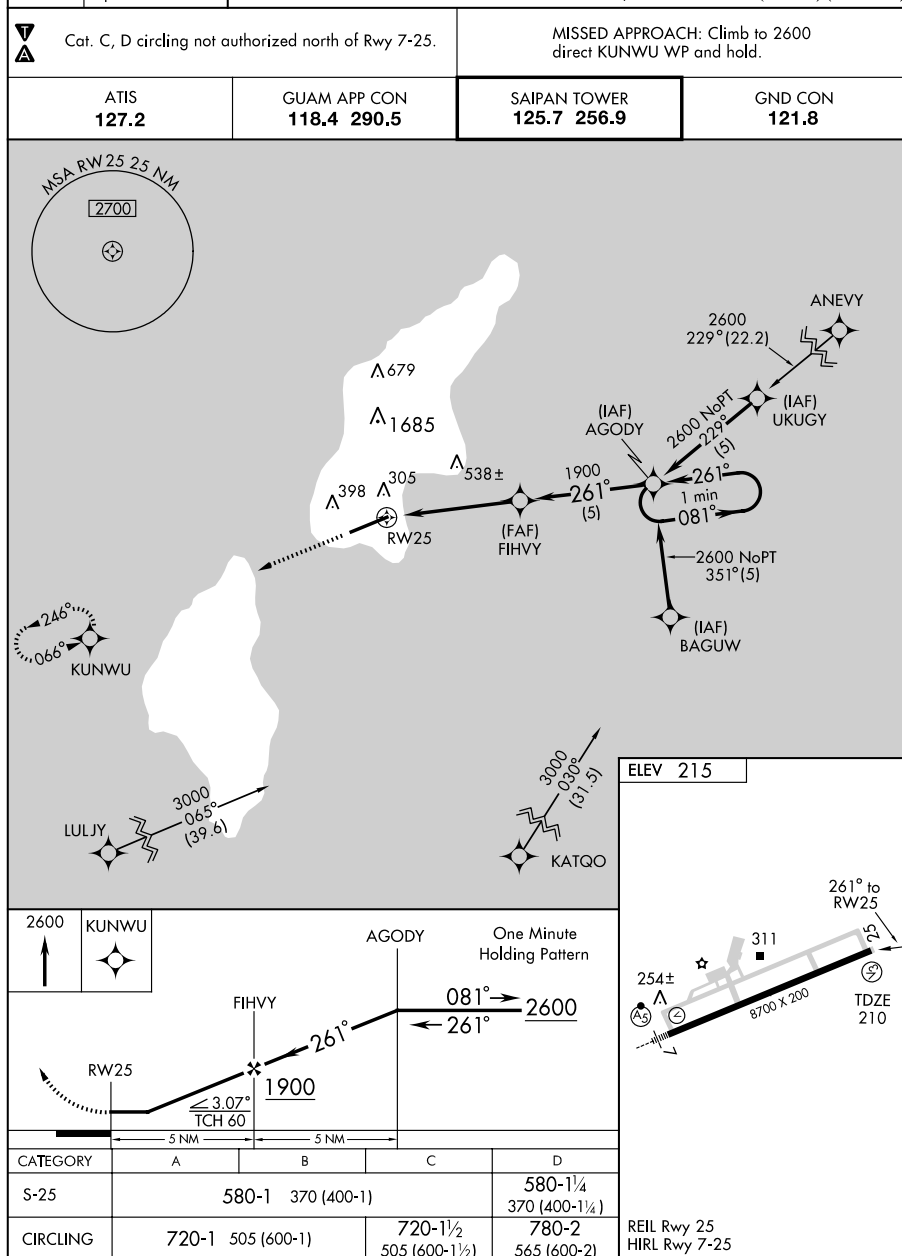 T
A
Cat. C, D circling not authorized north of Rwy 7-25.
MISSED APPROACH: Climb to 2600
direct KUNWU WP and hold.
ATIS
127.2
GUAM APP CON
118.4 290.5
SAIPAN TOWER
125.7 256.9
GND CON
121.8
MSA RW25 25 NM
2700
ANEVY
2600
229° (22.2)
(IAF)
UKUGY
2600 NoPT
229°
(5)
(IAF)
AGODY
679
1685
538±
305
398
RW25
1900
261°
(5)
(FAF)
FIHVY
261°
1 min
081°
2600 NoPT
351° (5)
(IAF)
BAGUW
246°
066°
KUNWU
3000
065°
(39.6)
LULJY
3000
030°
(31.5)
KATQO
ELEV 215
261° to
RW25
25
311
254±
8700 X 200
A5
V
V3
TDZE
210
7
REIL Rwy 25
HIRL Rwy 7-25
2600
KUNWU
AGODY
One Minute
Holding Pattern
081°
261°
2600
FIHVY
261°
1900
RW25
3.07°
TCH 60
5 NM
5 NM
CATEGORY A B C D
S-25 580-1 370 (400-1) 580-1¼
370 (400-1¼)
CIRCLING 720-1 505 (600-1) 720-1½
505 (600-1½) 780-2
565 (600-2)